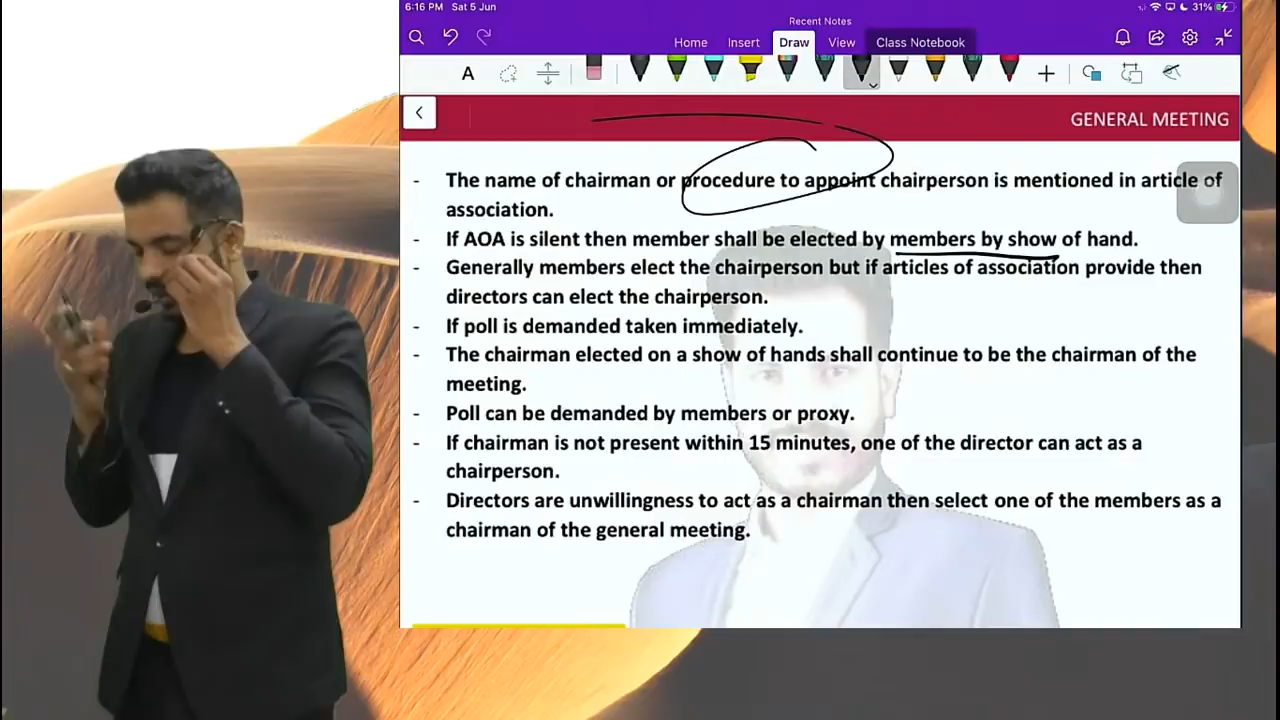 6:16 PM Sat 5 Jun
31%
Recent Notes
Home Insert Draw View Class Notebook
A
GENERAL MEETING
- The name of chairman or procedure to appoint chairperson is mentioned in article of
association.
- If AOA is silent then member shall be elected by members by show of hand.
- Generally members elect the chairperson but if articles of association provide then
directors can elect the chairperson.
- If poll is demanded taken immediately.
- The chairman elected on a show of hands shall continue to be the chairman of the
meeting.
- Poll can be demanded by members or proxy.
- If chairman is not present within 15 minutes, one of the director can act as a
chairperson.
- Directors are unwillingness to act as a chairman then select one of the members as a
chairman of the general meeting.